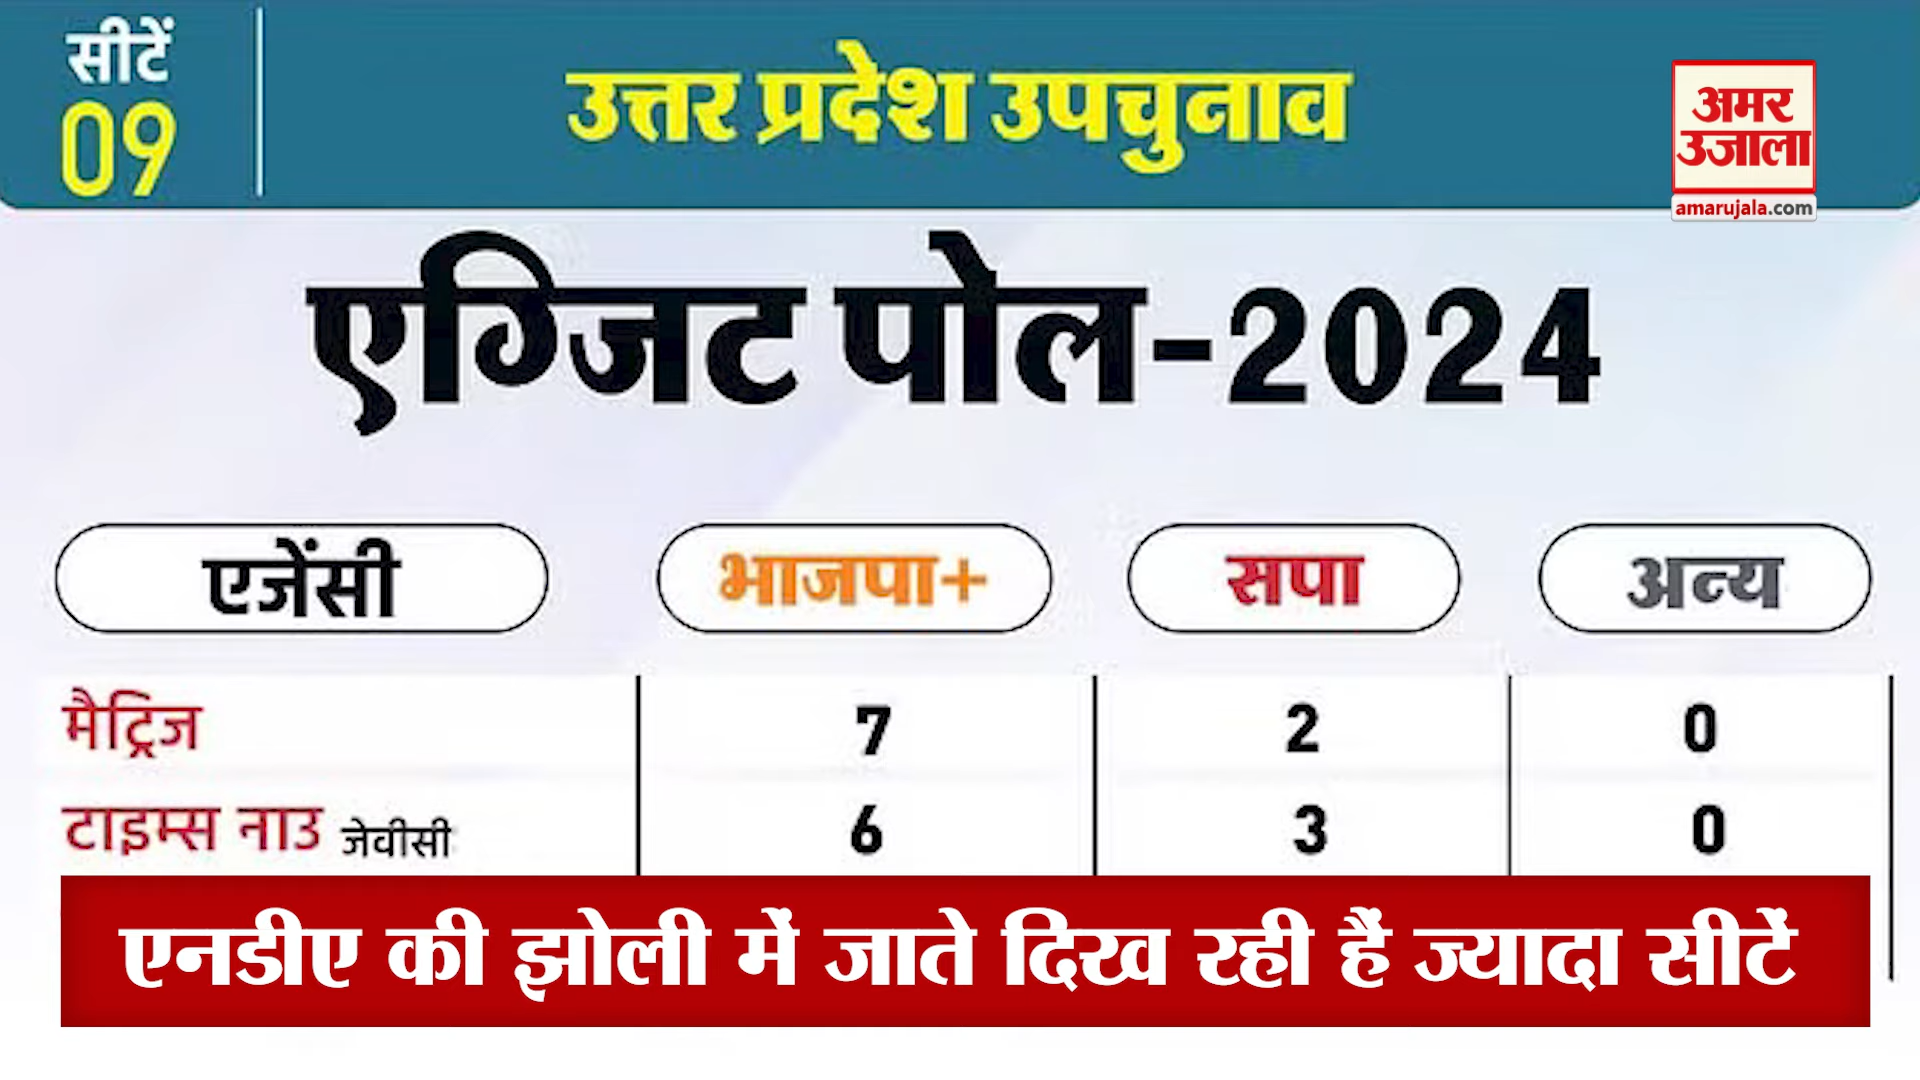 सीटें
09
उत्तर प्रदेश उपचुनाव
अमर
उजाला
amarujala.com
एग्जिट पोल-2024
एजेंसी भाजपा+ सपा अन्य
मैट्रिज 7 2 0
टाइम्स नाउ जेवीसी 6 3 0
एनडीए की झोली में जाते दिख रही हैं ज्यादा सीटें